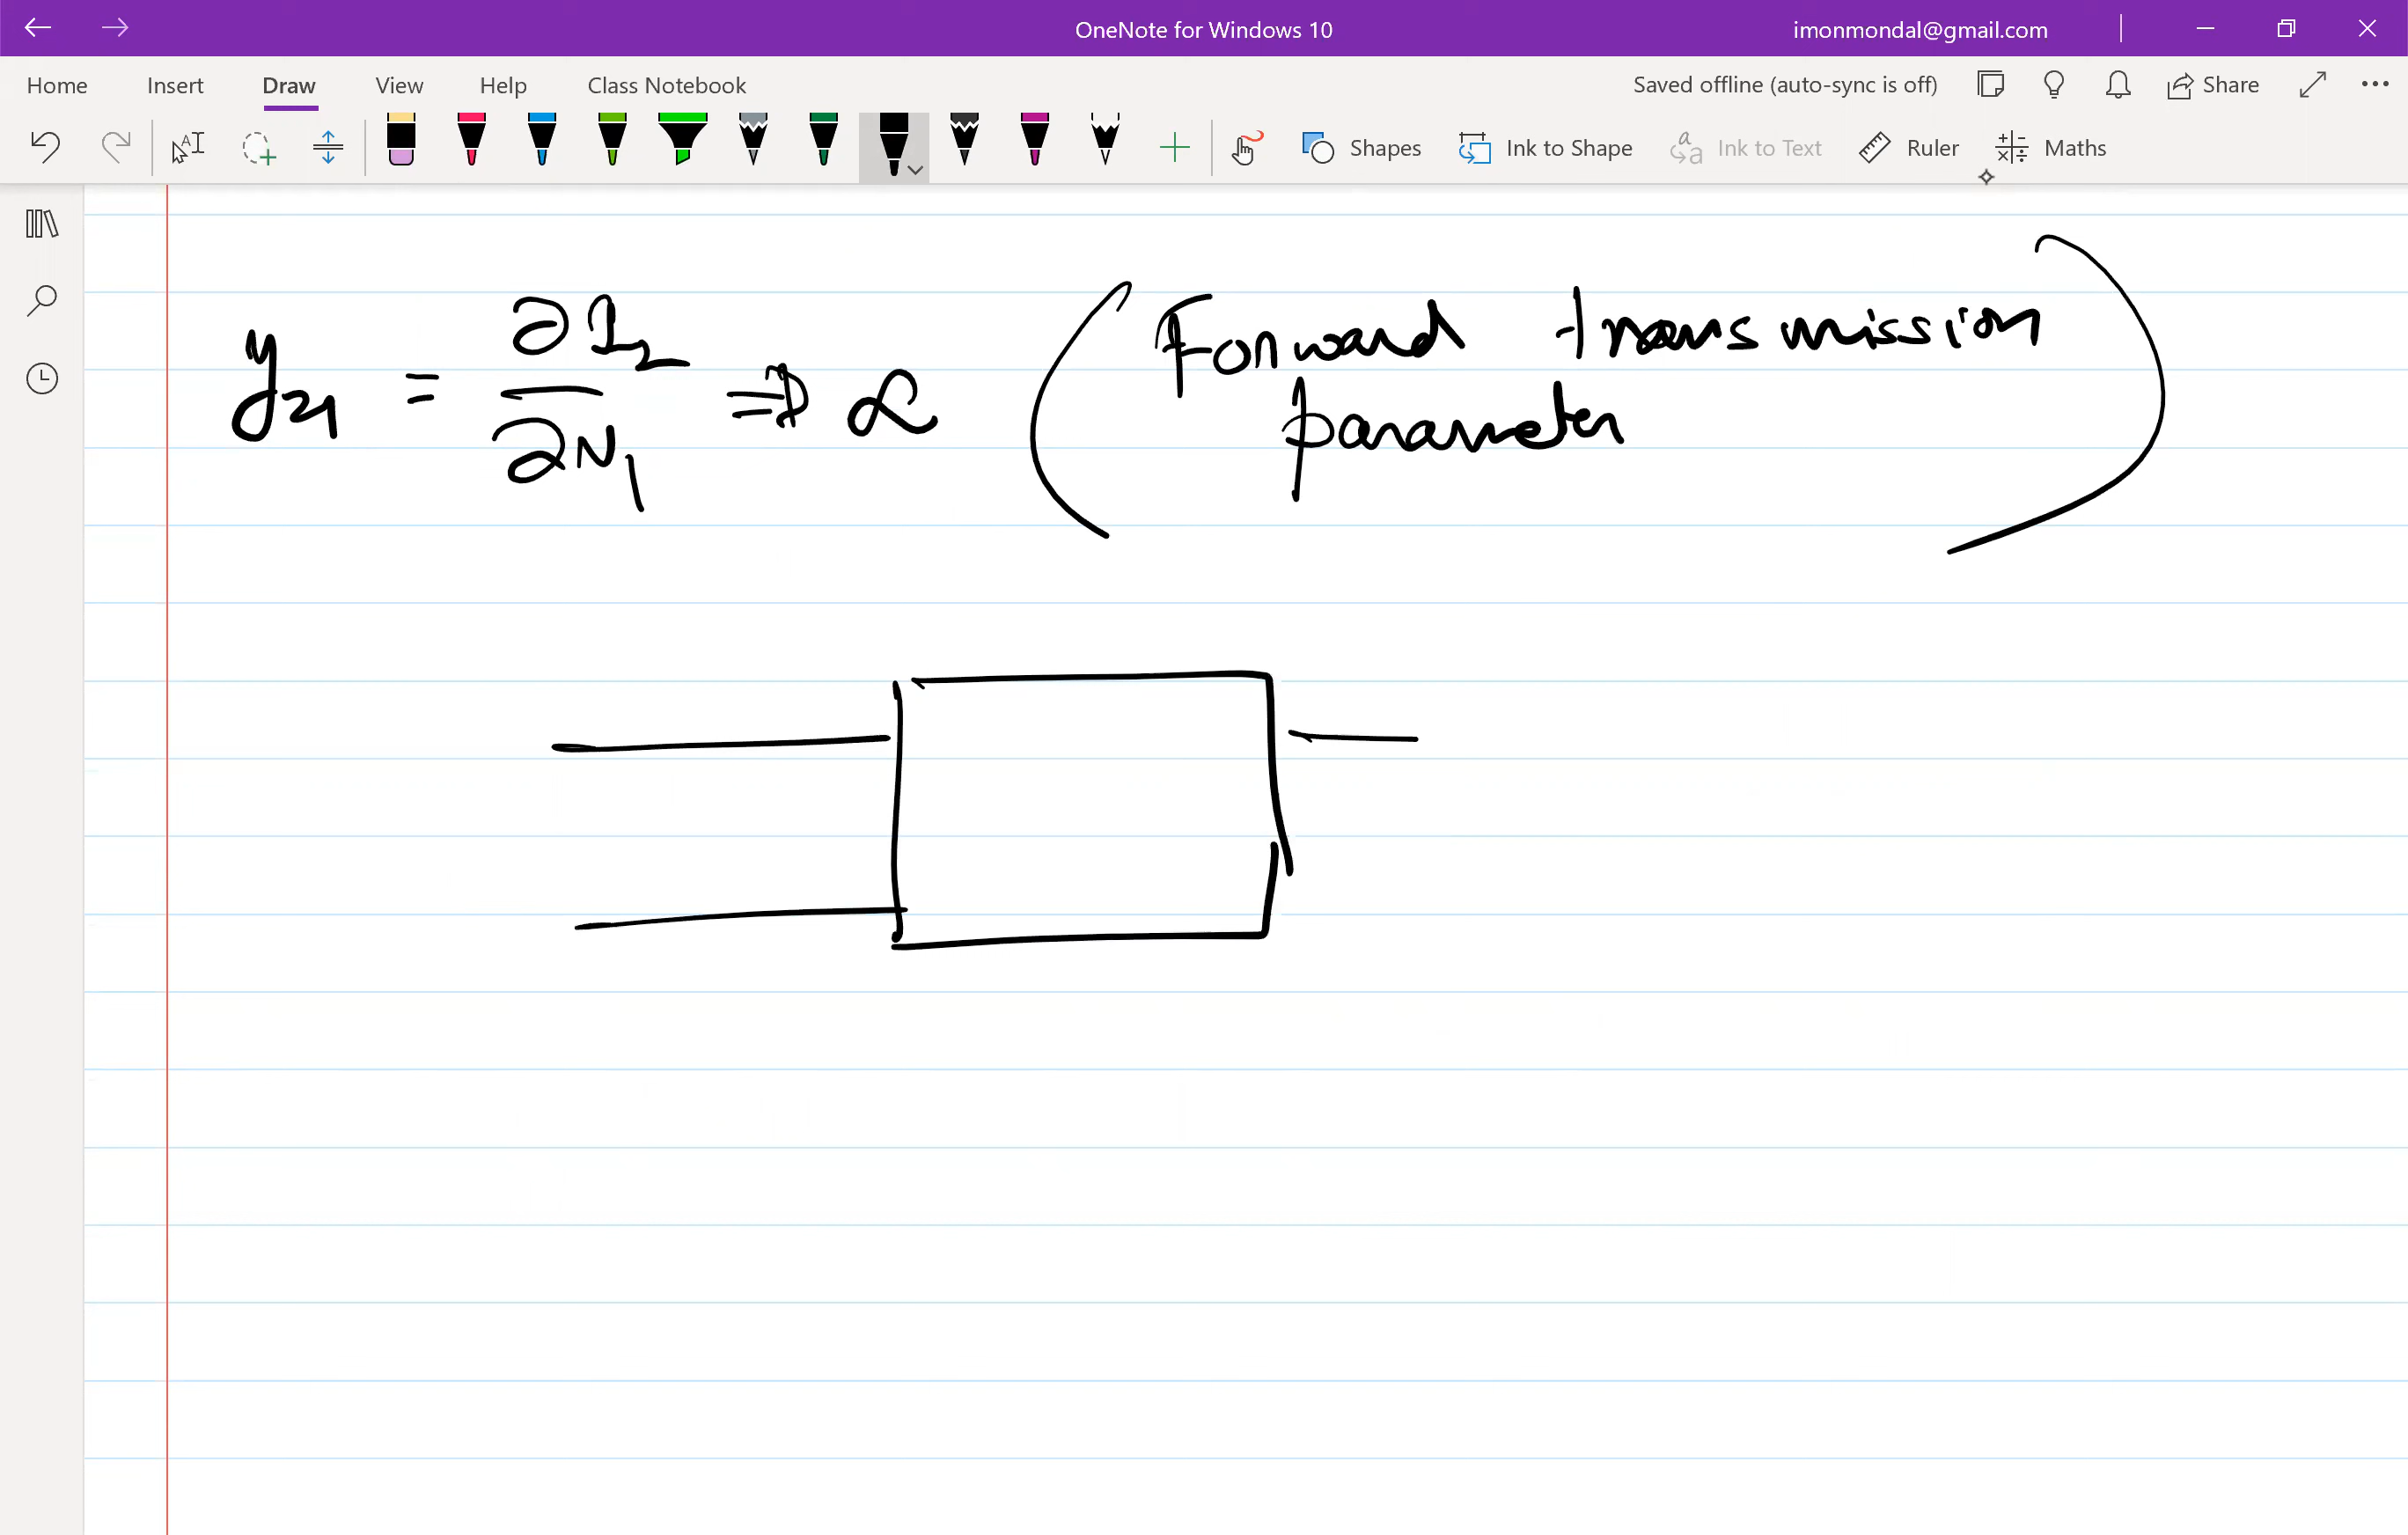 OneNote for Windows 10
imonmondal@gmail.com
Home Insert Draw View Help Class Notebook
Saved offline (auto-sync is off) Share
Shapes Ink to Shape Ink to Text Ruler Maths
y₂₁ = ∂I₂/∂V₁ ⇒ α (Forward transmission
parameter)